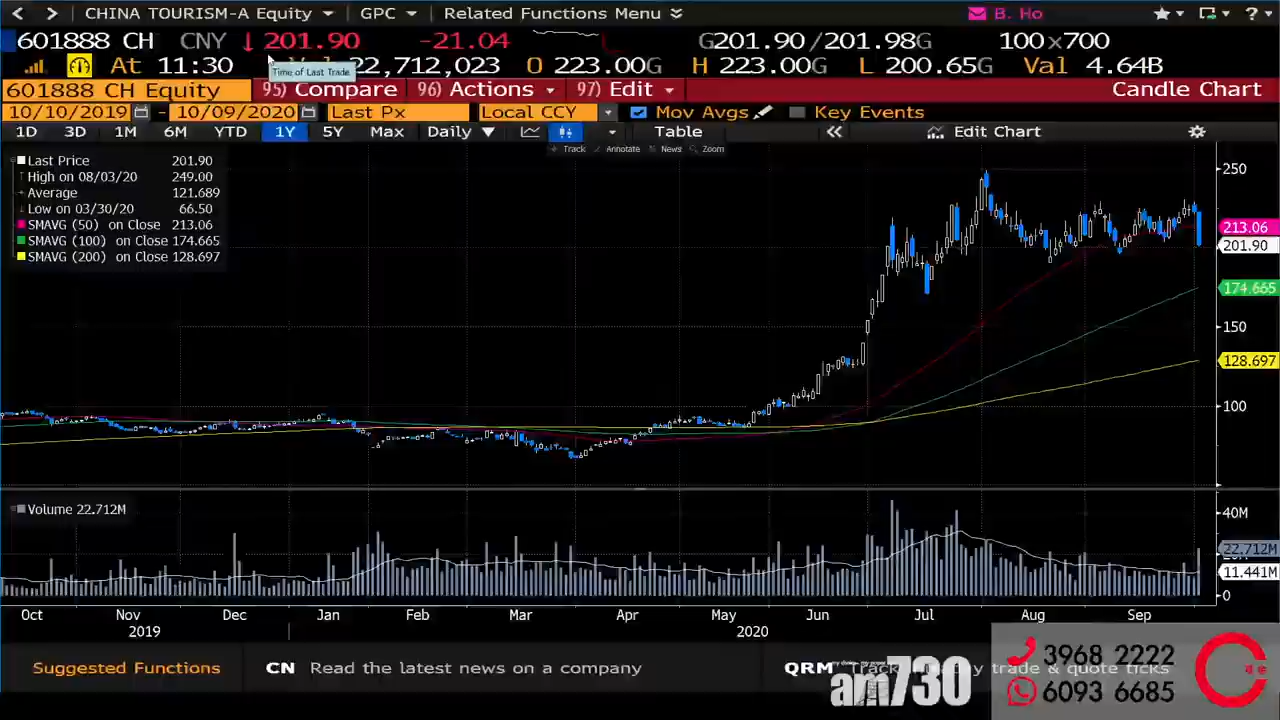 CHINA TOURISM-A Equity GPC Related Functions Menu B. Ho ?
601888 CH CNY ↓ 201.90 -21.04 G201.90/201.98G 100x700
At 11:30 22,712,023 O 223.00G H 223.00G L 200.65G Val 4.64B
Time of Last Trade.
601888 CH Equity 95) Compare 96) Actions 97) Edit Candle Chart
10/10/2019 - 10/09/2020 Last Px Local CCY Mov Avgs Key Events
1D 3D 1M 6M YTD 1Y 5Y Max Daily ▼ Table « Edit Chart
Track Annotate News Zoom
Last Price 201.90
High on 08/03/20 249.00
Average 121.689
Low on 03/30/20 66.50
SMAVG (50) on Close 213.06
SMAVG (100) on Close 174.665
SMAVG (200) on Close 128.697
250
213.06
201.90
174.665
150
128.697
100
Volume 22.712M
40M
22.712M
11.441M
0
Oct Nov Dec Jan Feb Mar Apr May Jun Jul Aug Sep
2019 2020
Suggested Functions CN Read the latest news on a company QRM Track trade & quote ticks
am730
3968 2222
6093 6685